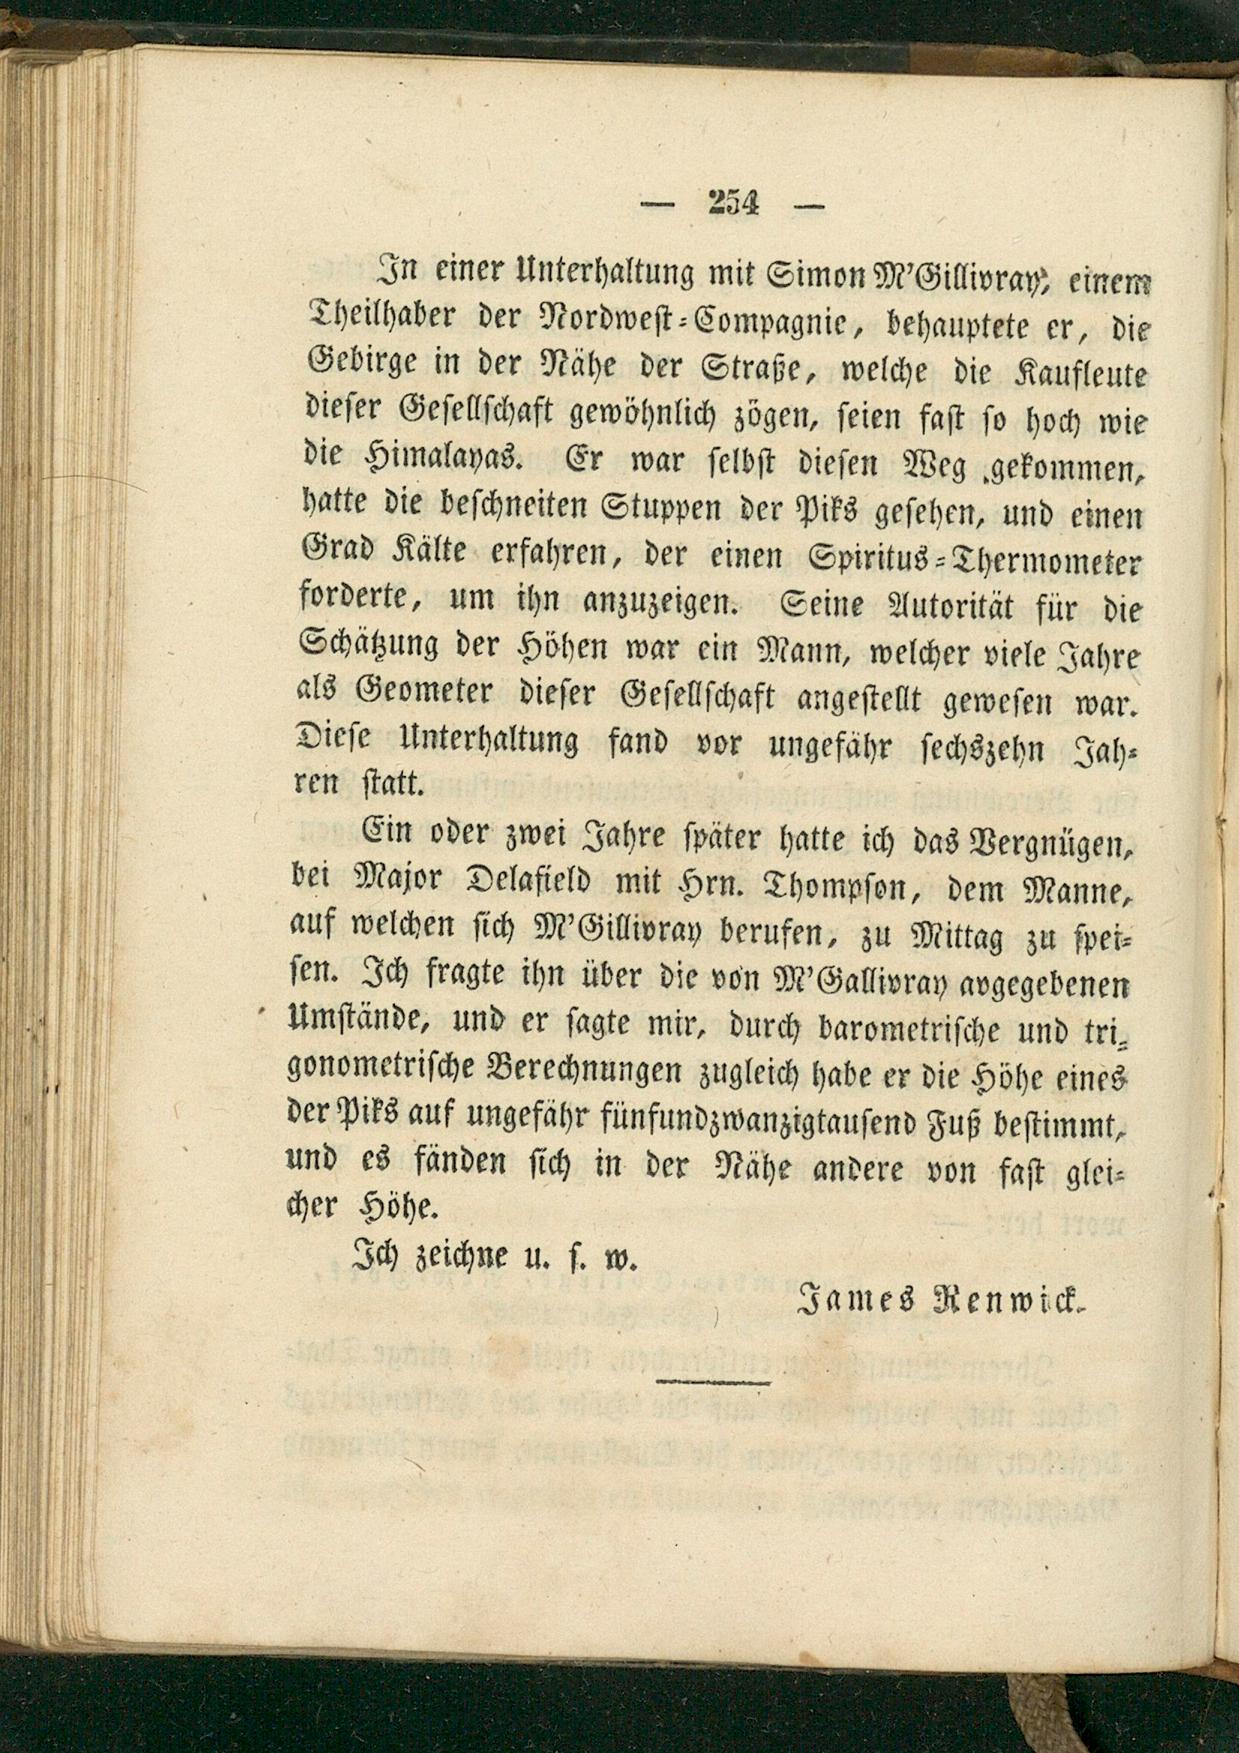 — 254 —
In einer Unterhaltung mit Simon M'Gillivray, einem
Theilhaber der Nordwest-Compagnie, behauptete er, die
Gebirge in der Nähe der Straße, welche die Kaufleute
dieser Gesellschaft gewöhnlich zögen, seien fast so hoch wie
die Himalayas. Er war selbst diesen Weg gekommen,
hatte die beschneiten Stuppen der Piks gesehen, und einen
Grad Kälte erfahren, der einen Spiritus-Thermometer
forderte, um ihn anzuzeigen. Seine Autorität für die
Schätzung der Höhen war ein Mann, welcher viele Jahre
als Geometer dieser Gesellschaft angestellt gewesen war.
Diese Unterhaltung fand vor ungefähr sechszehn Jah-
ren statt.
Ein oder zwei Jahre später hatte ich das Vergnügen,
bei Major Delafield mit Hrn. Thompson, dem Manne,
auf welchen sich M'Gillivray berufen, zu Mittag zu spei-
sen. Ich fragte ihn über die von M'Gallivray avgegebenen
Umstände, und er sagte mir, durch barometrische und tri-
gonometrische Berechnungen zugleich habe er die Höhe eines
der Piks auf ungefähr fünfundzwanzigtausend Fuß bestimmt,
und es fänden sich in der Nähe andere von fast glei-
cher Höhe.
Ich zeichne u. s. w.
James Renwick.